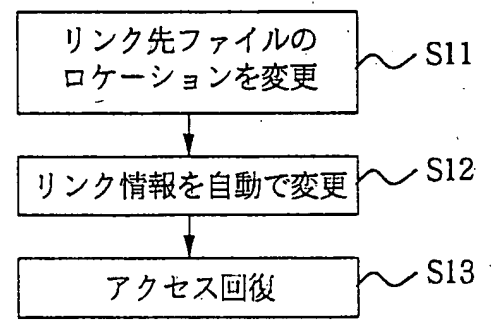 リンク先ファイルの
ロケーションを変更
S11
リンク情報を自動で変更
S12
アクセス回復
S13